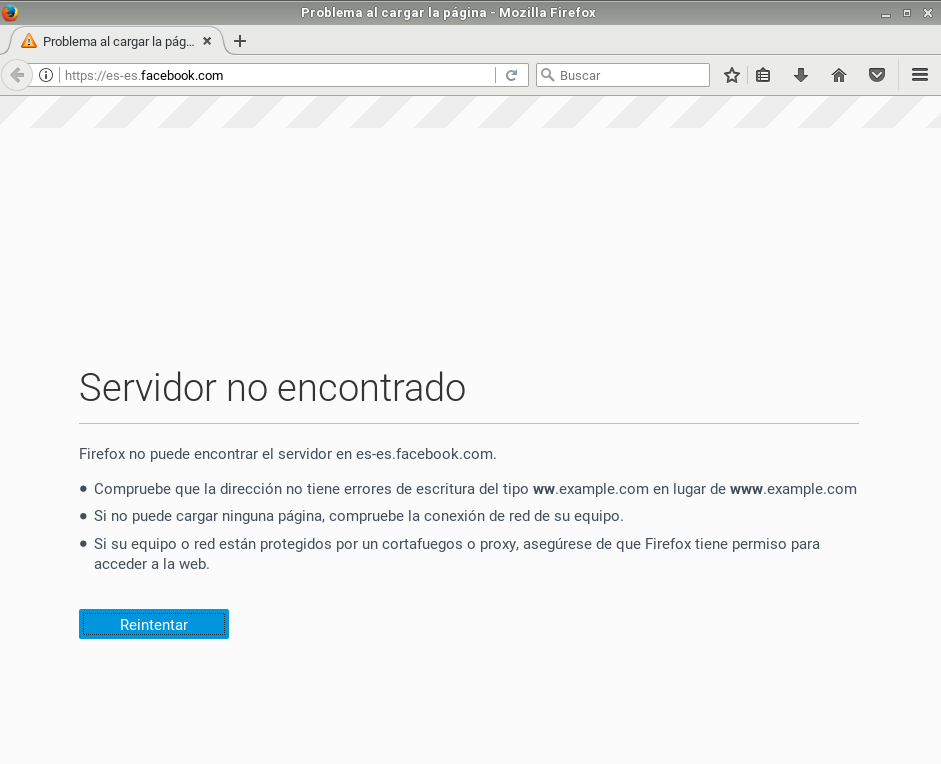 Problema al cargar la página - Mozilla Firefox
Problema al cargar la pág...
https://es-es.facebook.com
Buscar
Servidor no encontrado
Firefox no puede encontrar el servidor en es-es.facebook.com.
Compruebe que la dirección no tiene errores de escritura del tipo ww.example.com en lugar de www.example.com
Si no puede cargar ninguna página, compruebe la conexión de red de su equipo.
Si su equipo o red están protegidos por un cortafuegos o proxy, asegúrese de que Firefox tiene permiso para
acceder a la web.
Reintentar